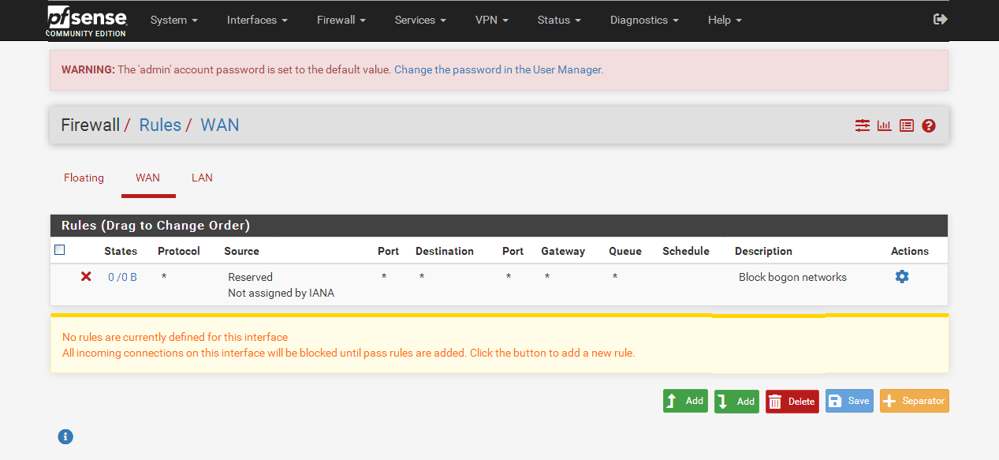 pfsense
COMMUNITY EDITION
System Interfaces Firewall Services VPN Status Diagnostics Help
WARNING: The 'admin' account password is set to the default value. Change the password in the User Manager.
Firewall / Rules / WAN
Floating WAN LAN
Rules (Drag to Change Order)
States Protocol Source Port Destination Port Gateway Queue Schedule Description Actions
0 /0 B * Reserved * * * * * Block bogon networks
Not assigned by IANA
No rules are currently defined for this interface
All incoming connections on this interface will be blocked until pass rules are added. Click the button to add a new rule.
Add Add Delete Save Separator